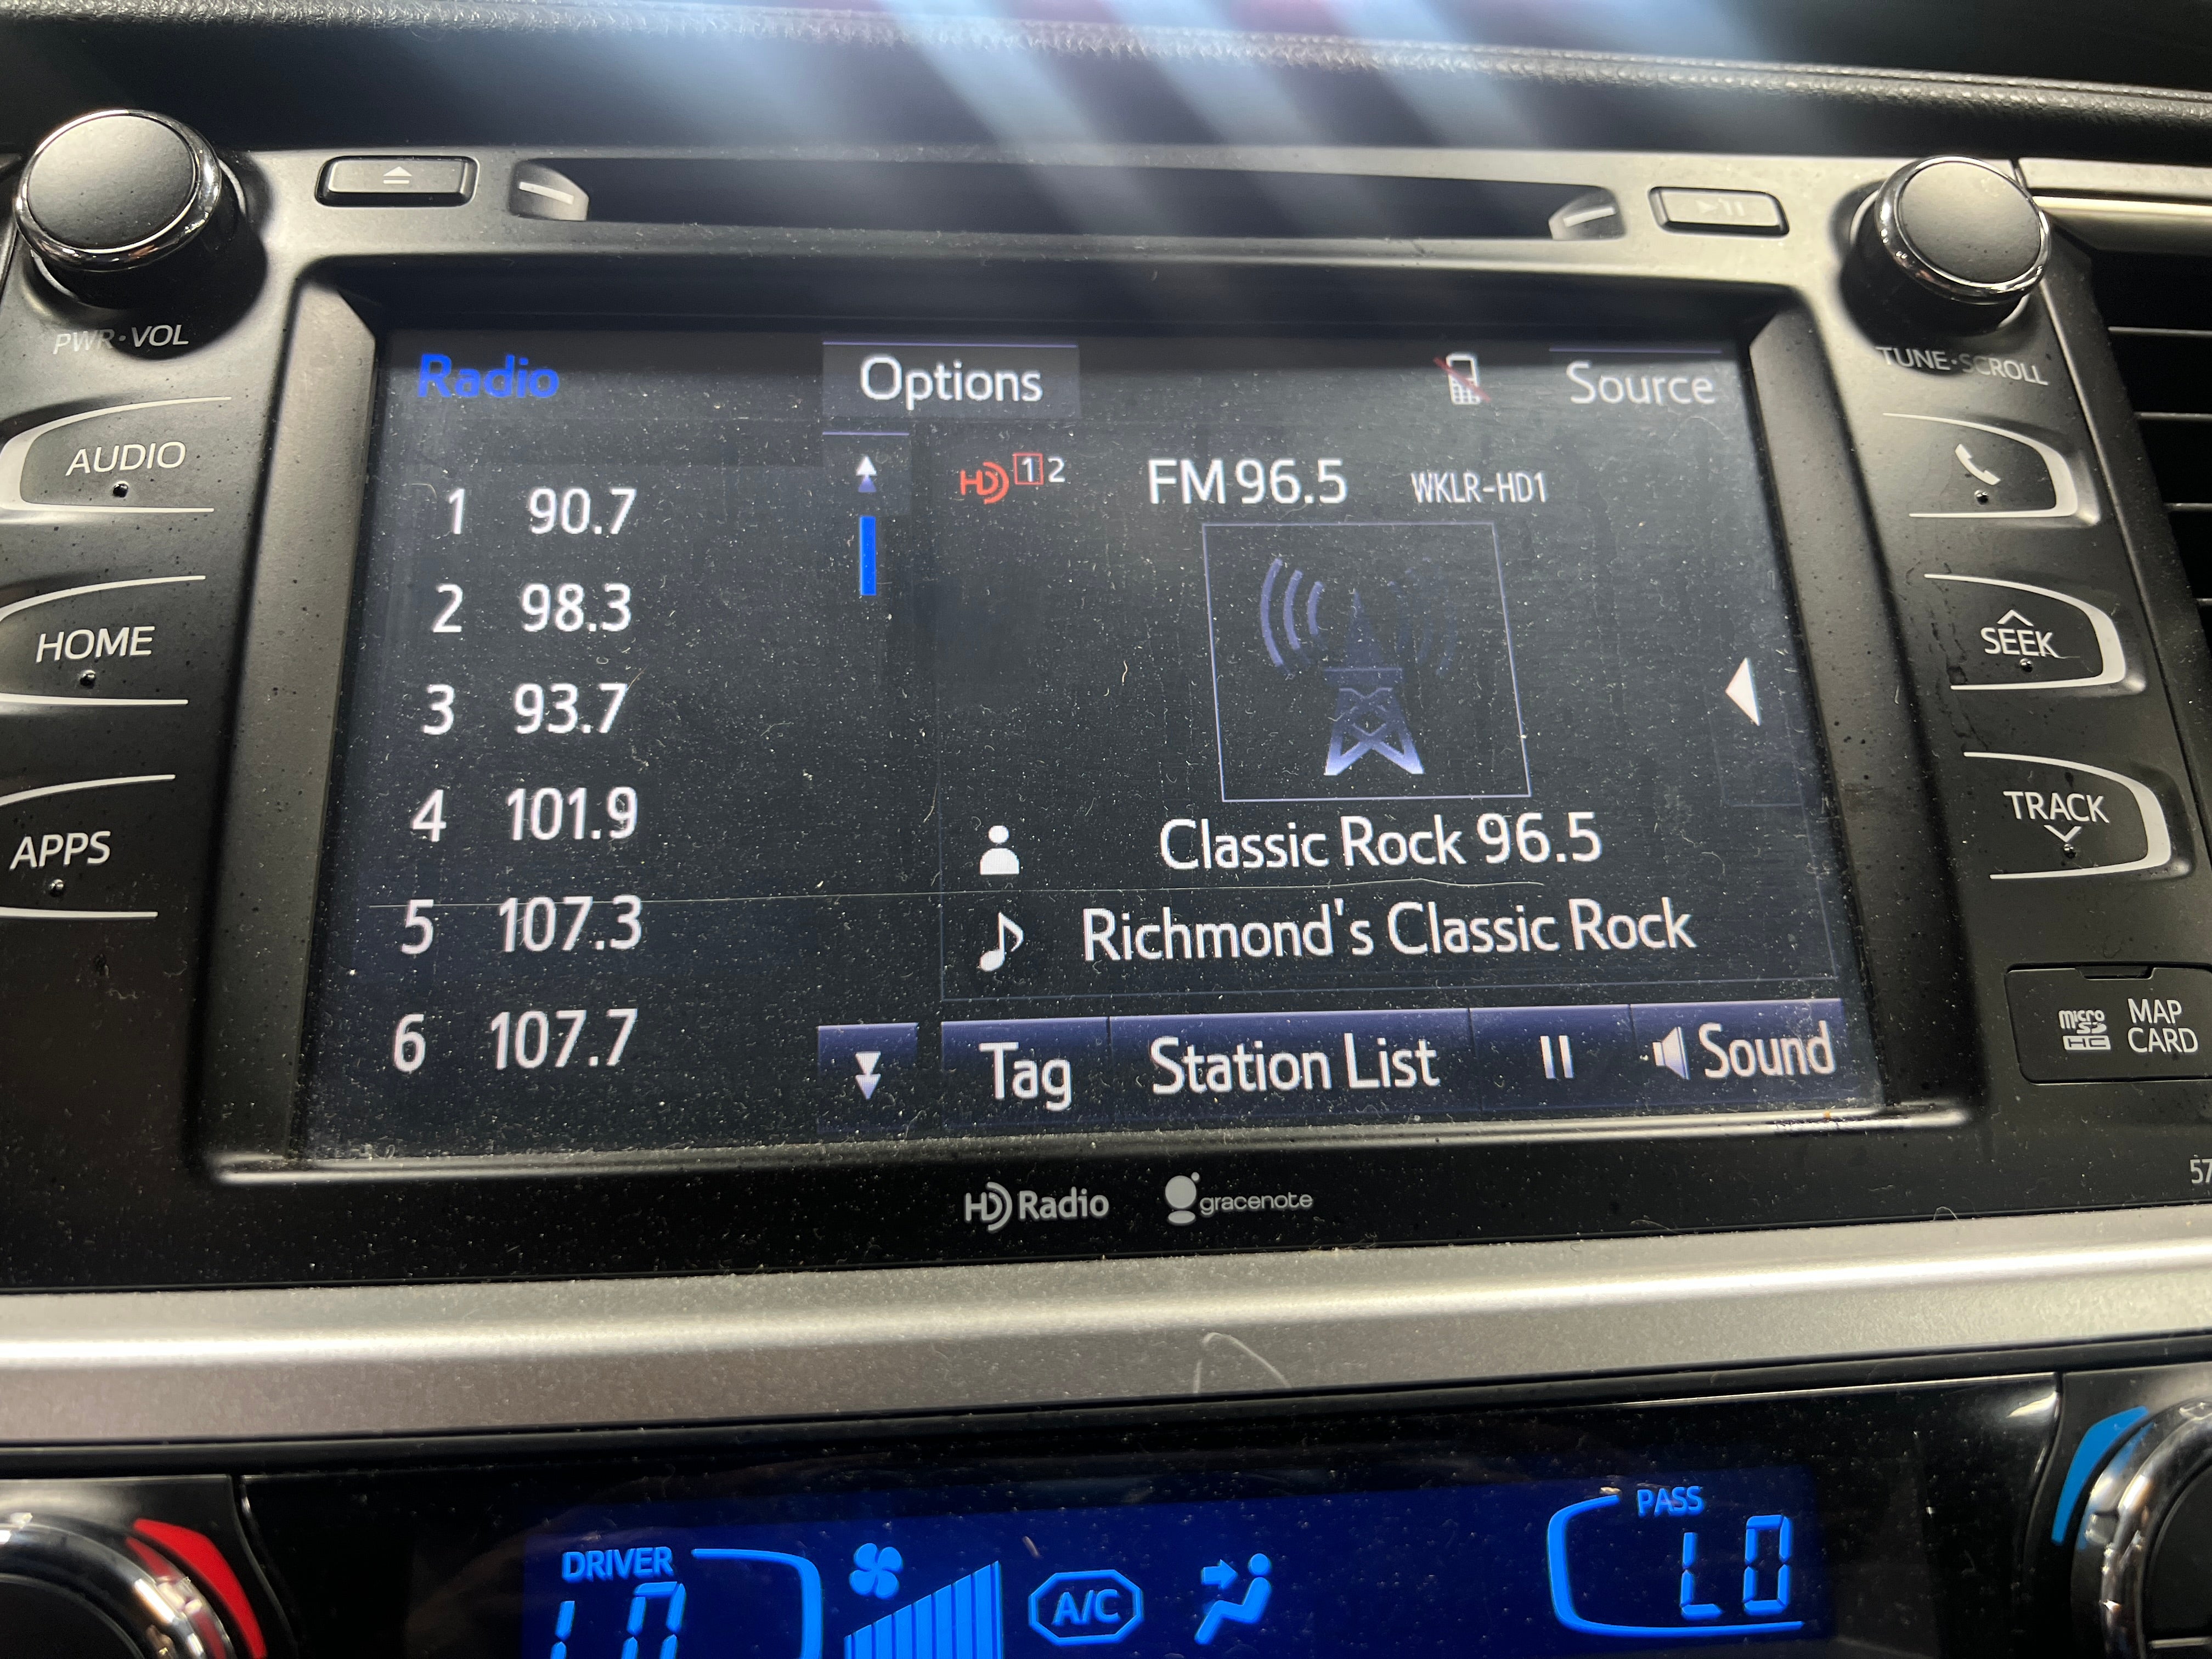 PWR·VOL
TUNE·SCROLL
AUDIO
HOME
APPS
SEEK
TRACK
micro
SD
HC
MAP
CARD
57
Radio
Options
Source
1 90.7
2 98.3
3 93.7
4 101.9
5 107.3
6 107.7
HD 1 2
FM 96.5
WKLR-HD1
Classic Rock 96.5
Richmond's Classic Rock
Tag
Station List
Sound
HD Radio
gracenote
DRIVER
LO
A/C
PASS
LO